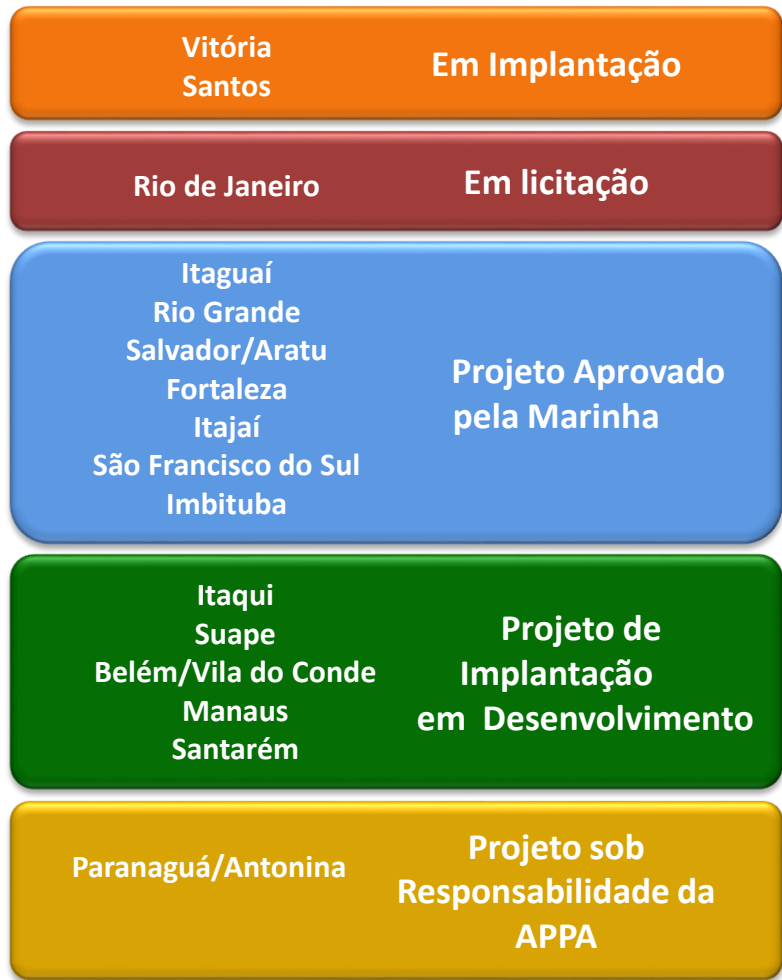 Vitória
Santos
Em Implantação
Rio de Janeiro
Em licitação
Itaguaí
Rio Grande
Salvador/Aratu
Fortaleza
Itajaí
São Francisco do Sul
Imbituba
Projeto Aprovado
pela Marinha
Itaqui
Suape
Belém/Vila do Conde
Manaus
Santarém
Projeto de
Implantação
em Desenvolvimento
Paranaguá/Antonina
Projeto sob
Responsabilidade da
APPA